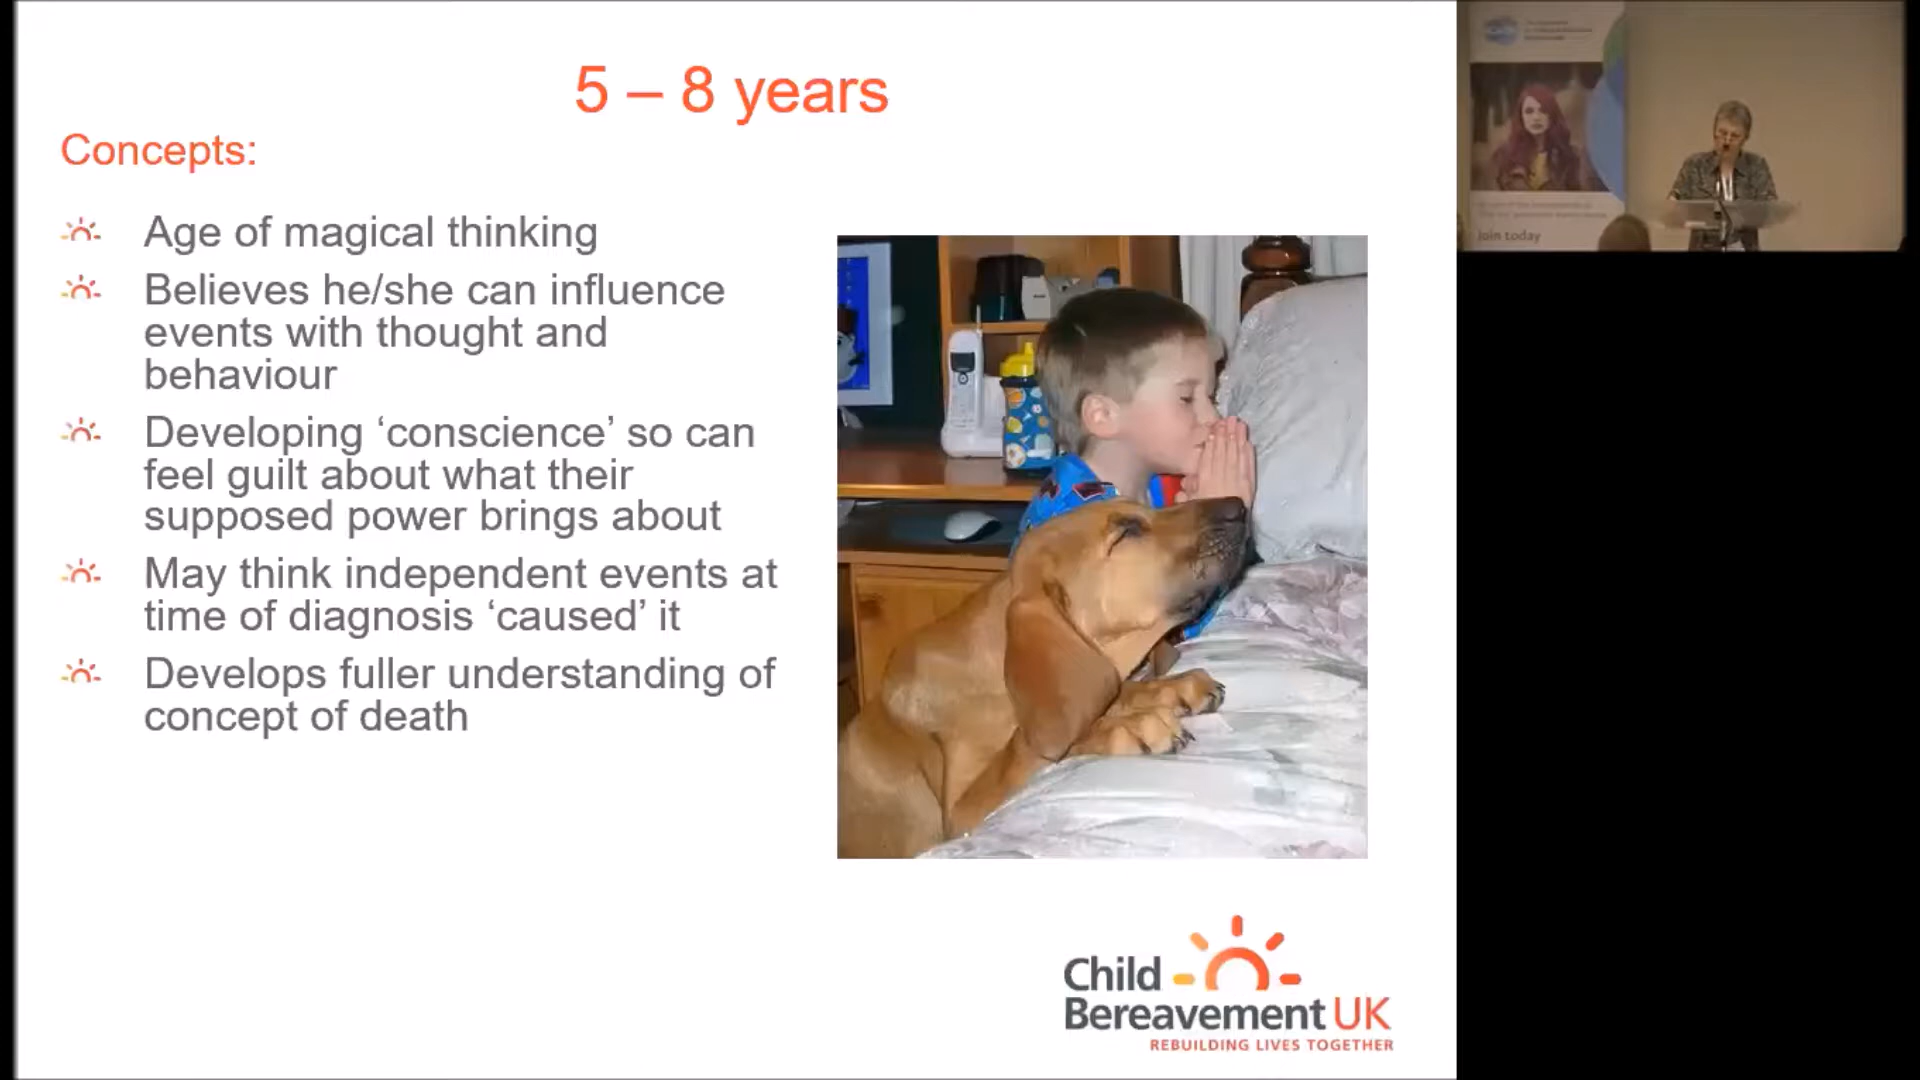 5 – 8 years
Concepts:
Age of magical thinking
Believes he/she can influence
events with thought and
behaviour
Developing ‘conscience’ so can
feel guilt about what their
supposed power brings about
May think independent events at
time of diagnosis ‘caused’ it
Develops fuller understanding of
concept of death
Child
Bereavement UK
REBUILDING LIVES TOGETHER
Join today